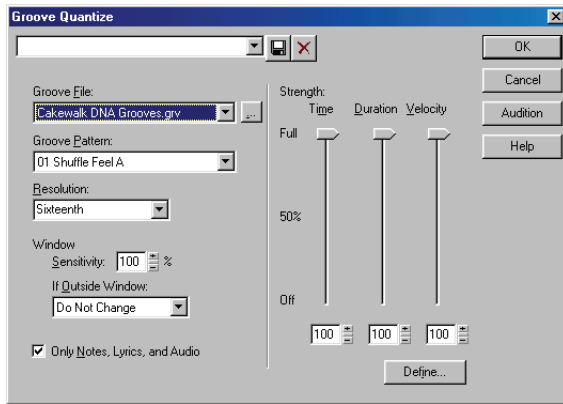 Groove Quantize
OK
Cancel
Audition
Help
Groove File:
Cakewalk DNA Grooves.grv
...
Groove Pattern:
01 Shuffle Feel A
Resolution:
Sixteenth
Window
Sensitivity: 100 %
If Outside Window:
Do Not Change
Only Notes, Lyrics, and Audio
Strength:
Time Duration Velocity
Full
50%
Off
100 100 100
Define...